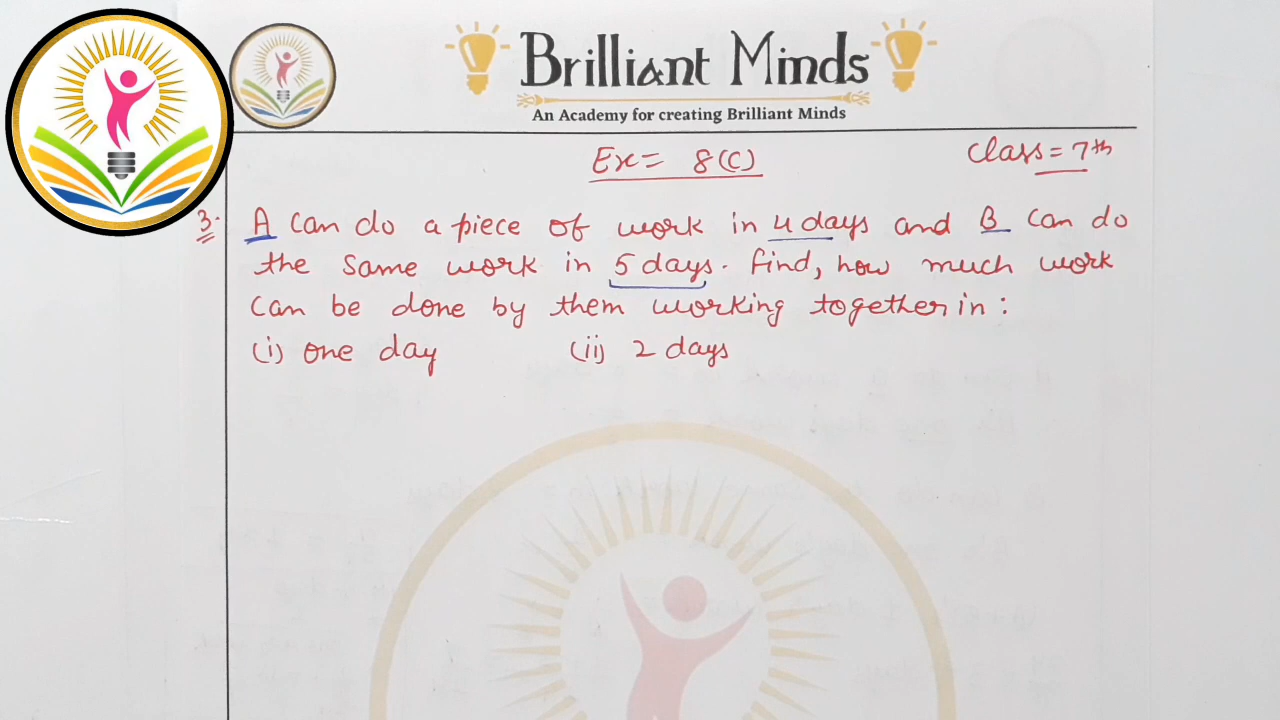 Brilliant Minds
An Academy for creating Brilliant Minds
Ex = 8(C)
Class = 7th
3. A can do a piece of work in 4 days and B can do
the same work in 5 days. Find, how much work
can be done by them working together in :
(i) one day (ii) 2 days